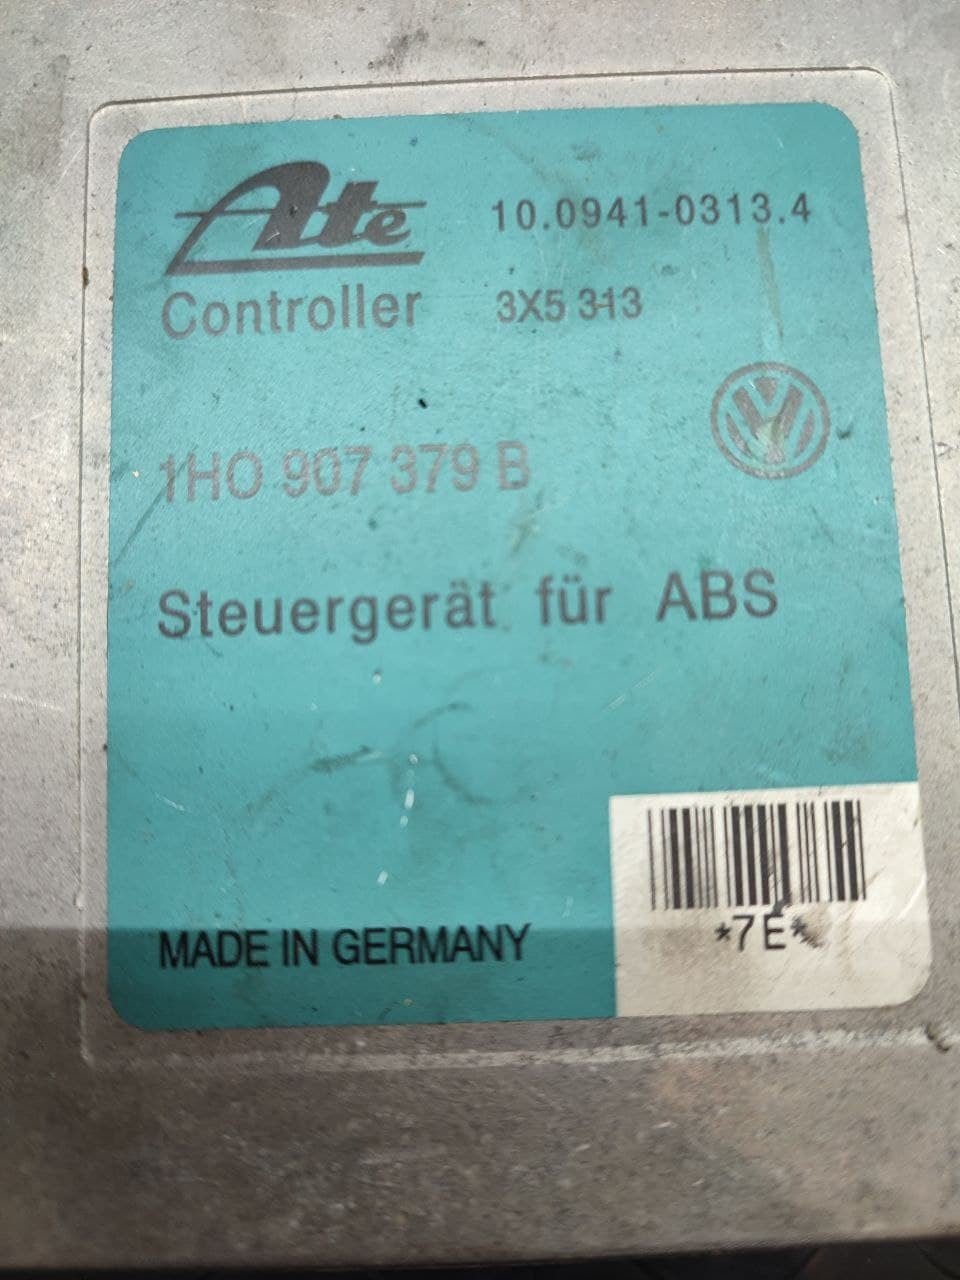 Ate
10.0941-0313.4
Controller 3X5 313
1H0 907 379 B
Steuergerät für ABS
MADE IN GERMANY
*7E*